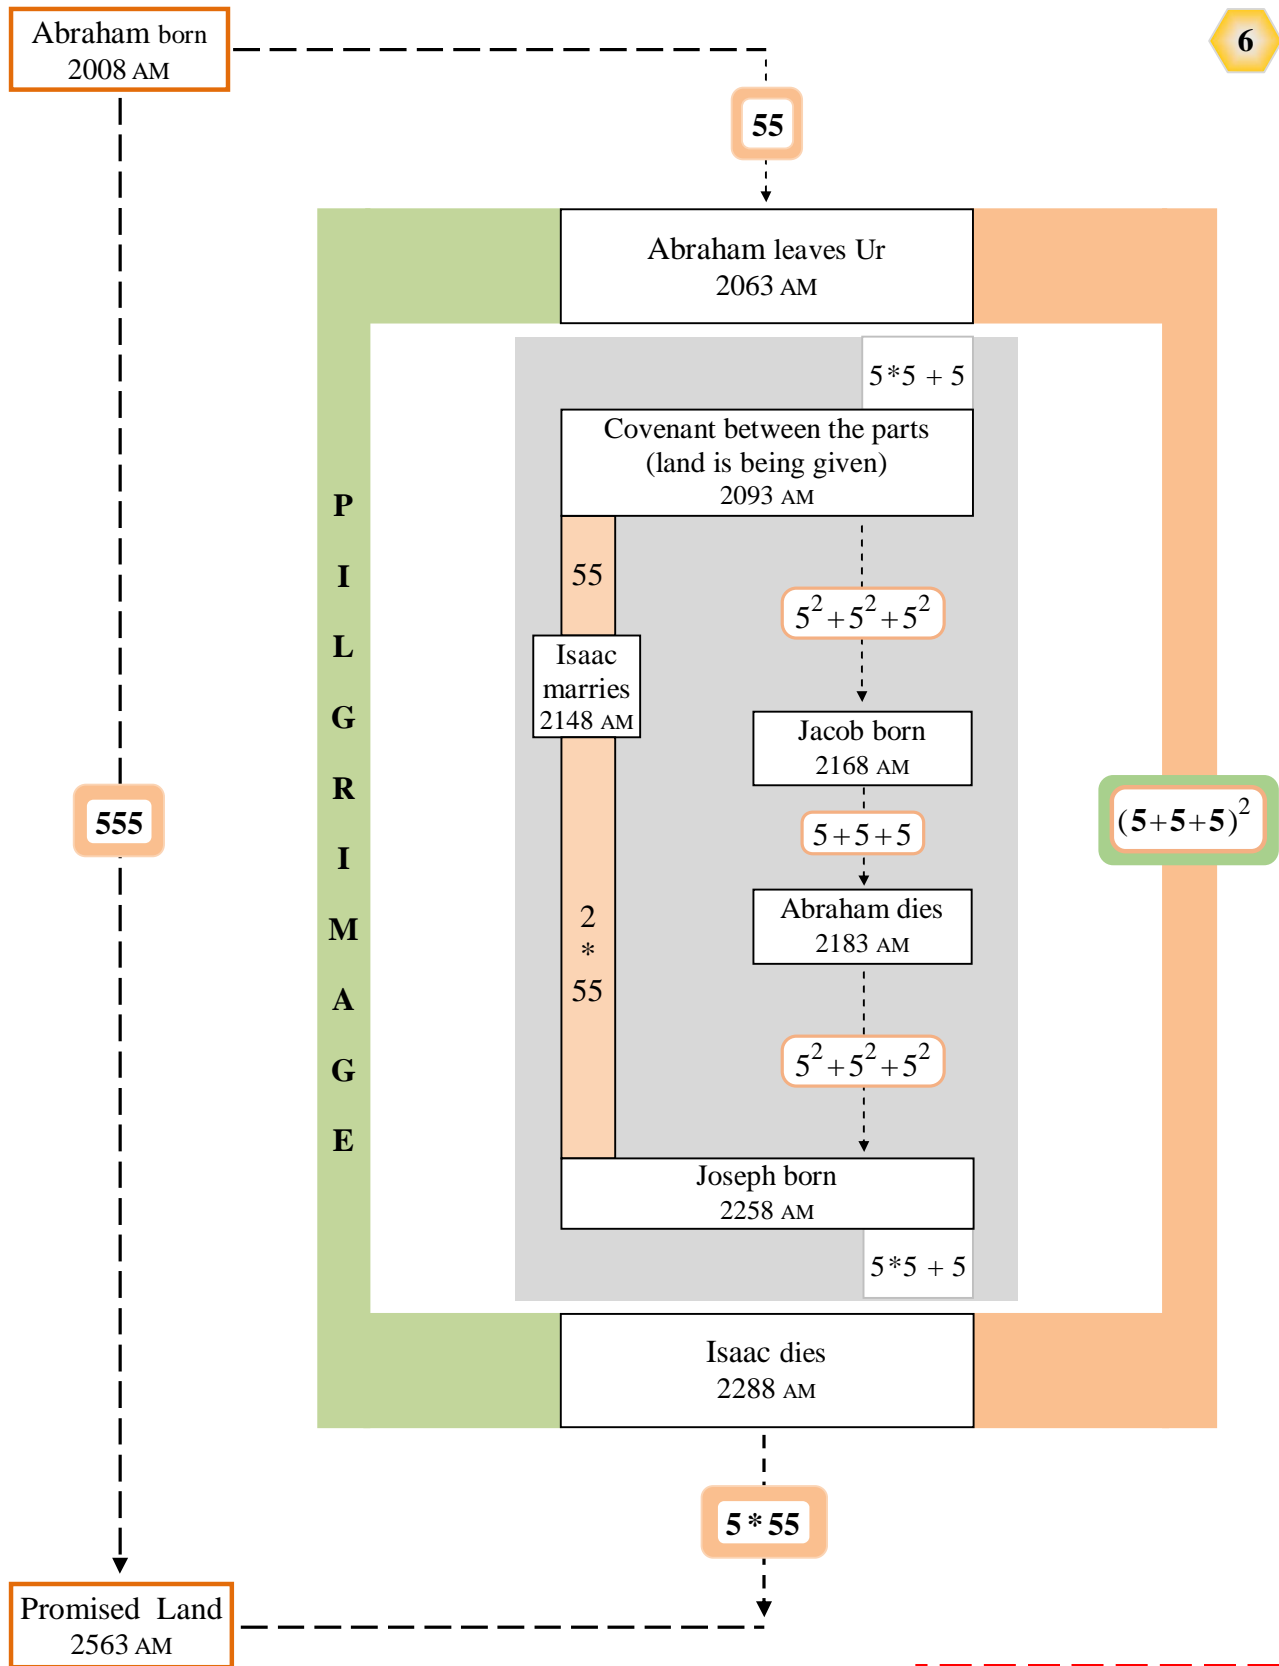 Abraham born
2008 AM
6
55
Abraham leaves Ur
2063 AM
5*5 + 5
Covenant between the parts
(land is being given)
2093 AM
55
5² + 5² + 5²
Isaac
marries
2148 AM
Jacob born
2168 AM
5+5+5
Abraham dies
2183 AM
2
*
55
5² + 5² + 5²
Joseph born
2258 AM
5*5 + 5
P
I
L
G
R
I
M
A
G
E
555
(5+5+5)²
Isaac dies
2288 AM
5 * 55
Promised Land
2563 AM